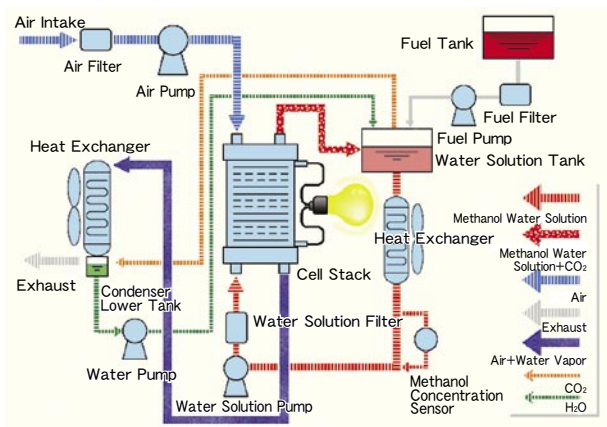 Air Intake
Air Filter
Air Pump
Fuel Tank
Fuel Filter
Fuel Pump
Water Solution Tank
Heat Exchanger
Heat Exchanger
Cell Stack
Exhaust
Condenser
Lower Tank
Water Pump
Water Solution Filter
Water Solution Pump
Methanol
Concentration
Sensor
Methanol Water Solution
Methanol Water
Solution+CO₂
Air
Exhaust
Air+Water Vapor
CO₂
H₂O